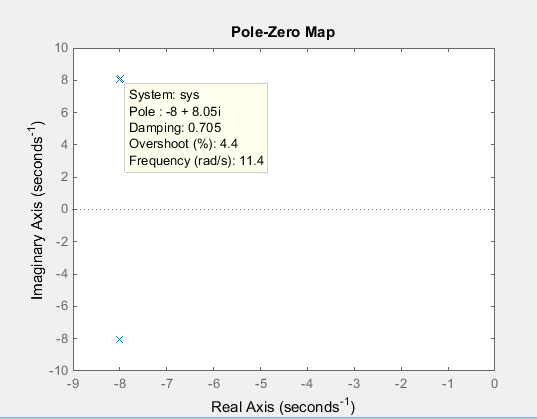 Pole-Zero Map
10
8
6
4
2
0
-2
-4
-6
-8
-10
Imaginary Axis (seconds-1)
System: sys
Pole : -8 + 8.05i
Damping: 0.705
Overshoot (%): 4.4
Frequency (rad/s): 11.4
-9 -8 -7 -6 -5 -4 -3 -2 -1 0
Real Axis (seconds-1)